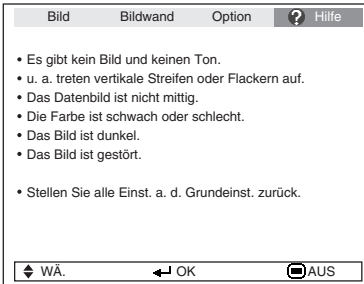 Bild Bildwand Option ? Hilfe
• Es gibt kein Bild und keinen Ton.
• u. a. treten vertikale Streifen oder Flackern auf.
• Das Datenbild ist nicht mittig.
• Die Farbe ist schwach oder schlecht.
• Das Bild ist dunkel.
• Das Bild ist gestört.
• Stellen Sie alle Einst. a. d. Grundeinst. zurück.
WÄ. OK AUS